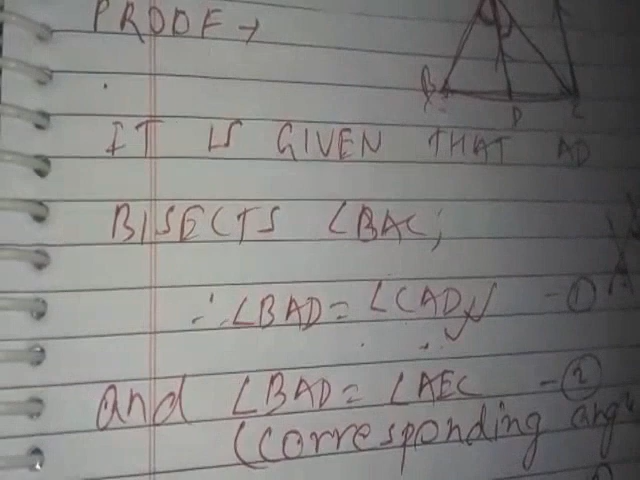 PROOF →
B D C
IT IS GIVEN THAT AD
BISECTS ∠BAC;
∴ ∠BAD = ∠CAD, - ①
and ∠BAD = ∠AEC - ②
(Corresponding